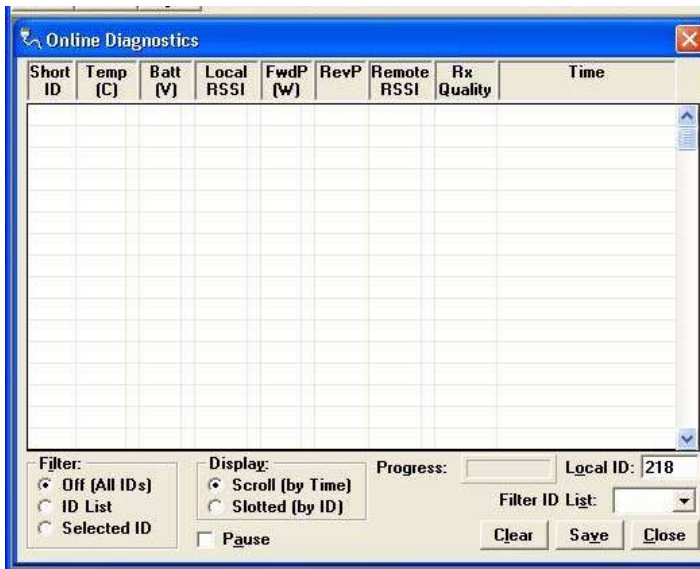 Online Diagnostics
Short ID Temp (C) Batt (V) Local RSSI FwdP (W) RevP Remote RSSI Rx Quality Time
Filter:
Off (All IDs)
ID List
Selected ID
Display:
Scroll (by Time)
Slotted (by ID)
Pause
Progress:
Local ID: 218
Filter ID List:
Clear Save Close